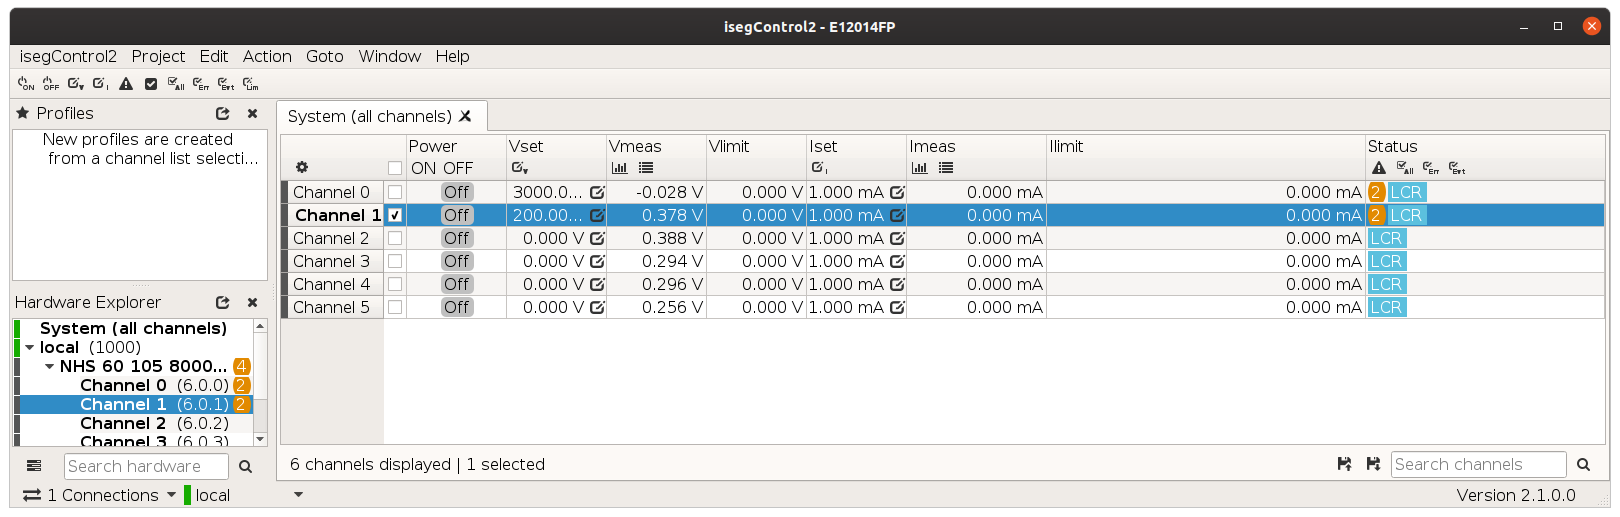 isegControl2 - E12014FP
isegControl2 Project Edit Action Goto Window Help
ON OFF V I All Err Evt Lim
Profiles
New profiles are created
from a channel list selecti...
Hardware Explorer
System (all channels)
local (1000)
NHS 60 105 8000... 4
Channel 0 (6.0.0) 2
Channel 1 (6.0.1) 2
Channel 2 (6.0.2)
Channel 3 (6.0.3)
Search hardware
System (all channels)
Power Vset Vmeas Vlimit Iset Imeas Ilimit Status
ON OFF V I All Err Evt
Channel 0 Off 3000.0... -0.028 V 0.000 V 1.000 mA 0.000 mA 0.000 mA 2 LCR
Channel 1 Off 200.00... 0.378 V 0.000 V 1.000 mA 0.000 mA 0.000 mA 2 LCR
Channel 2 Off 0.000 V 0.388 V 0.000 V 1.000 mA 0.000 mA 0.000 mA LCR
Channel 3 Off 0.000 V 0.294 V 0.000 V 1.000 mA 0.000 mA 0.000 mA LCR
Channel 4 Off 0.000 V 0.296 V 0.000 V 1.000 mA 0.000 mA 0.000 mA LCR
Channel 5 Off 0.000 V 0.256 V 0.000 V 1.000 mA 0.000 mA 0.000 mA LCR
6 channels displayed | 1 selected
Search channels
1 Connections local
Version 2.1.0.0